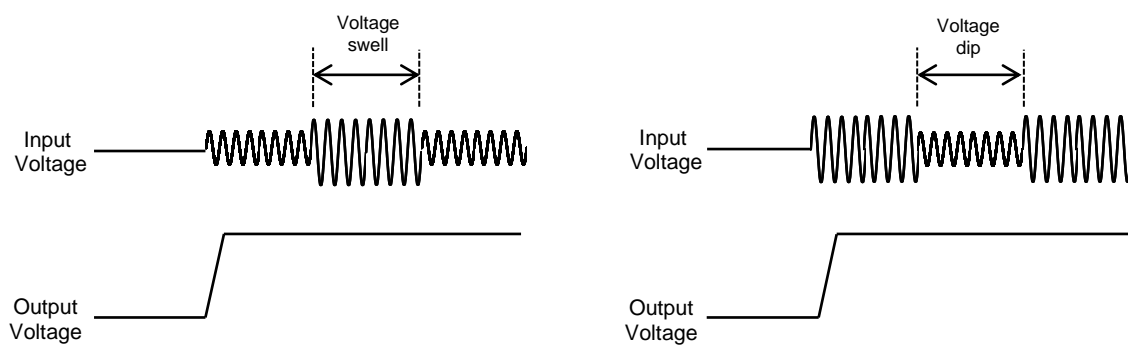 Voltage
swell
Input
Voltage
Output
Voltage
Voltage
dip
Input
Voltage
Output
Voltage